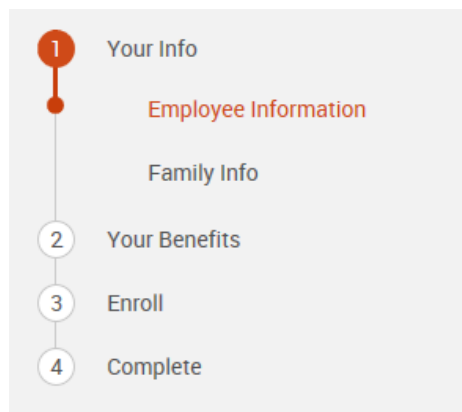 1 Your Info
Employee Information
Family Info
2 Your Benefits
3 Enroll
4 Complete